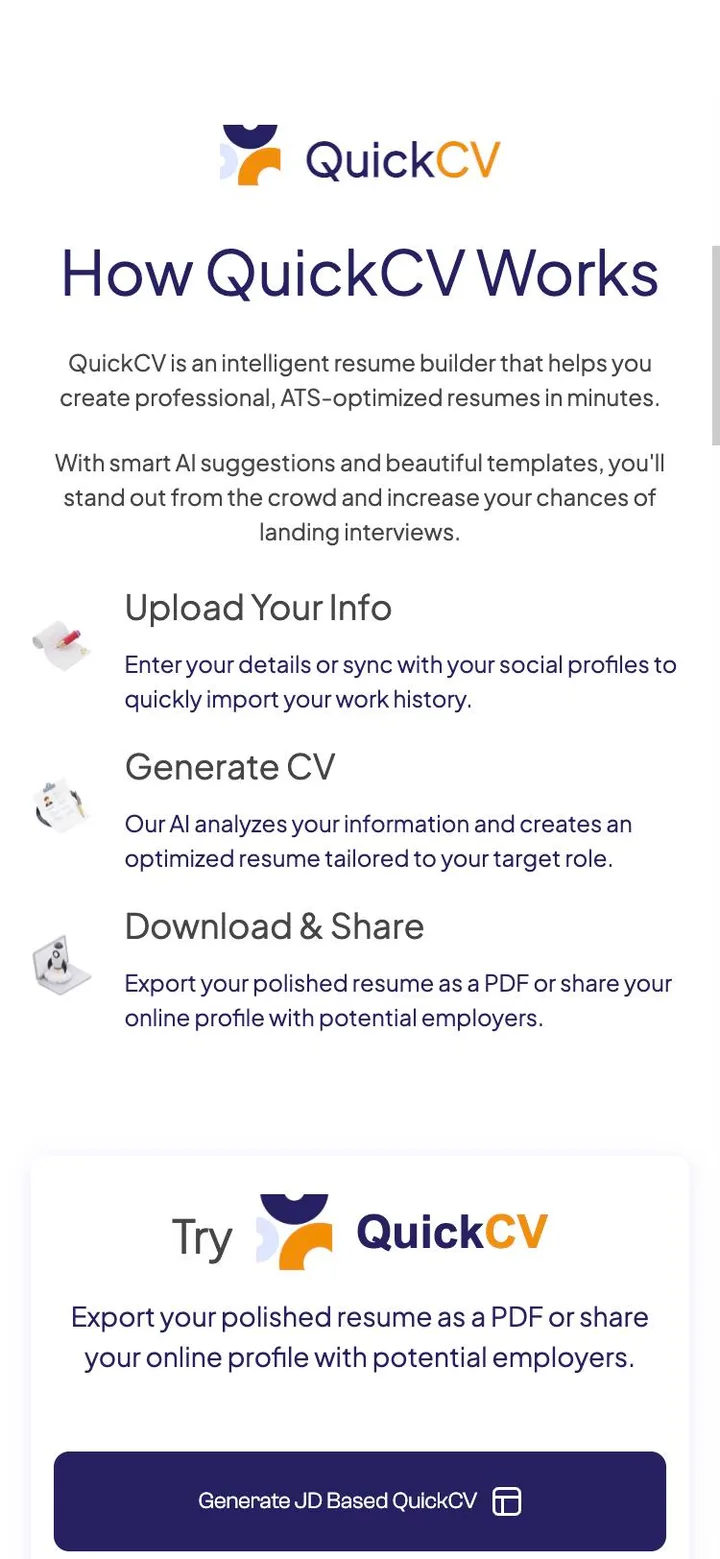 QuickCV
How QuickCV Works
QuickCV is an intelligent resume builder that helps you
create professional, ATS-optimized resumes in minutes.
With smart AI suggestions and beautiful templates, you'll
stand out from the crowd and increase your chances of
landing interviews.
Upload Your Info
Enter your details or sync with your social profiles to
quickly import your work history.
Generate CV
Our AI analyzes your information and creates an
optimized resume tailored to your target role.
Download & Share
Export your polished resume as a PDF or share your
online profile with potential employers.
Try QuickCV
Export your polished resume as a PDF or share
your online profile with potential employers.
Generate JD Based QuickCV